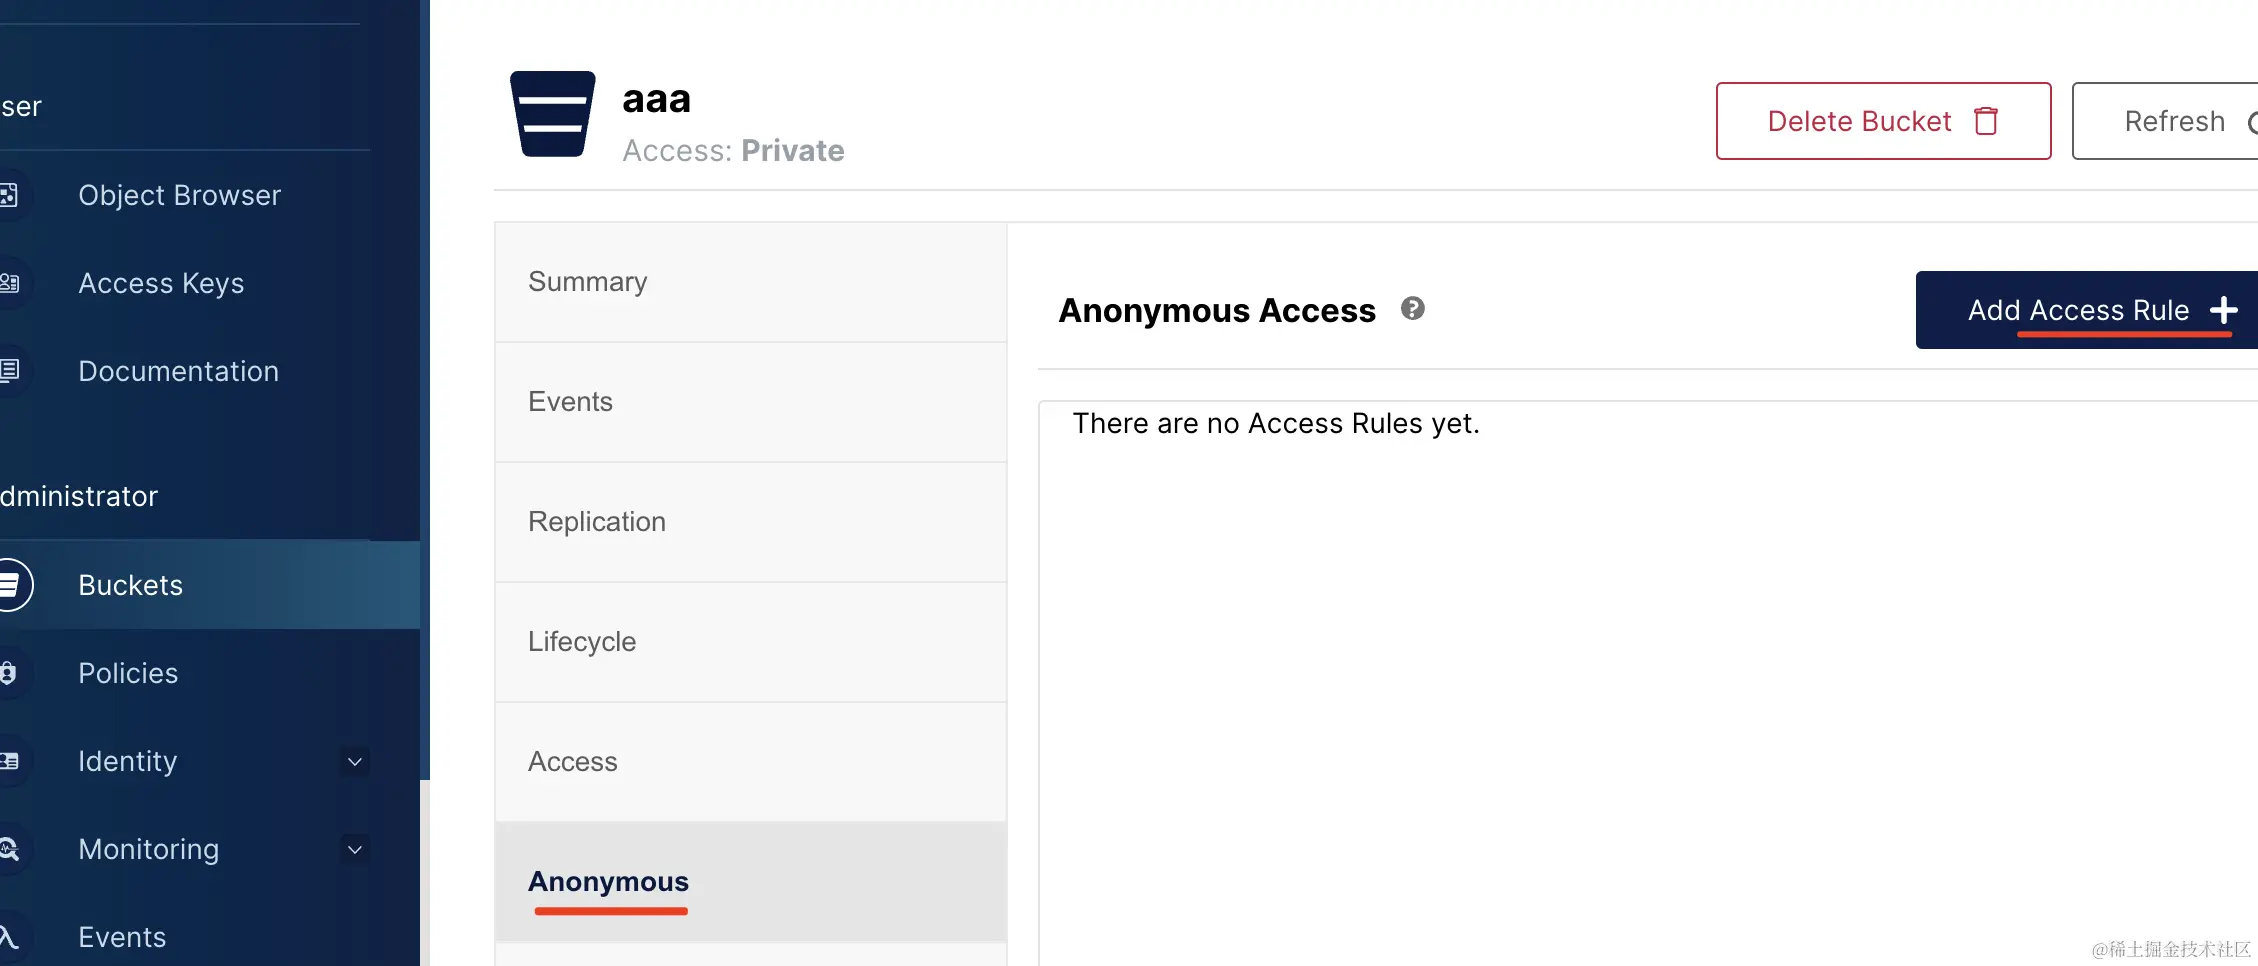 ser
Object Browser
Access Keys
Documentation
dministrator
Buckets
Policies
Identity
Monitoring
Events
aaa
Access: Private
Delete Bucket
Refresh
Summary
Events
Replication
Lifecycle
Access
Anonymous
Anonymous Access
Add Access Rule
There are no Access Rules yet.
@稀土掘金技术社区